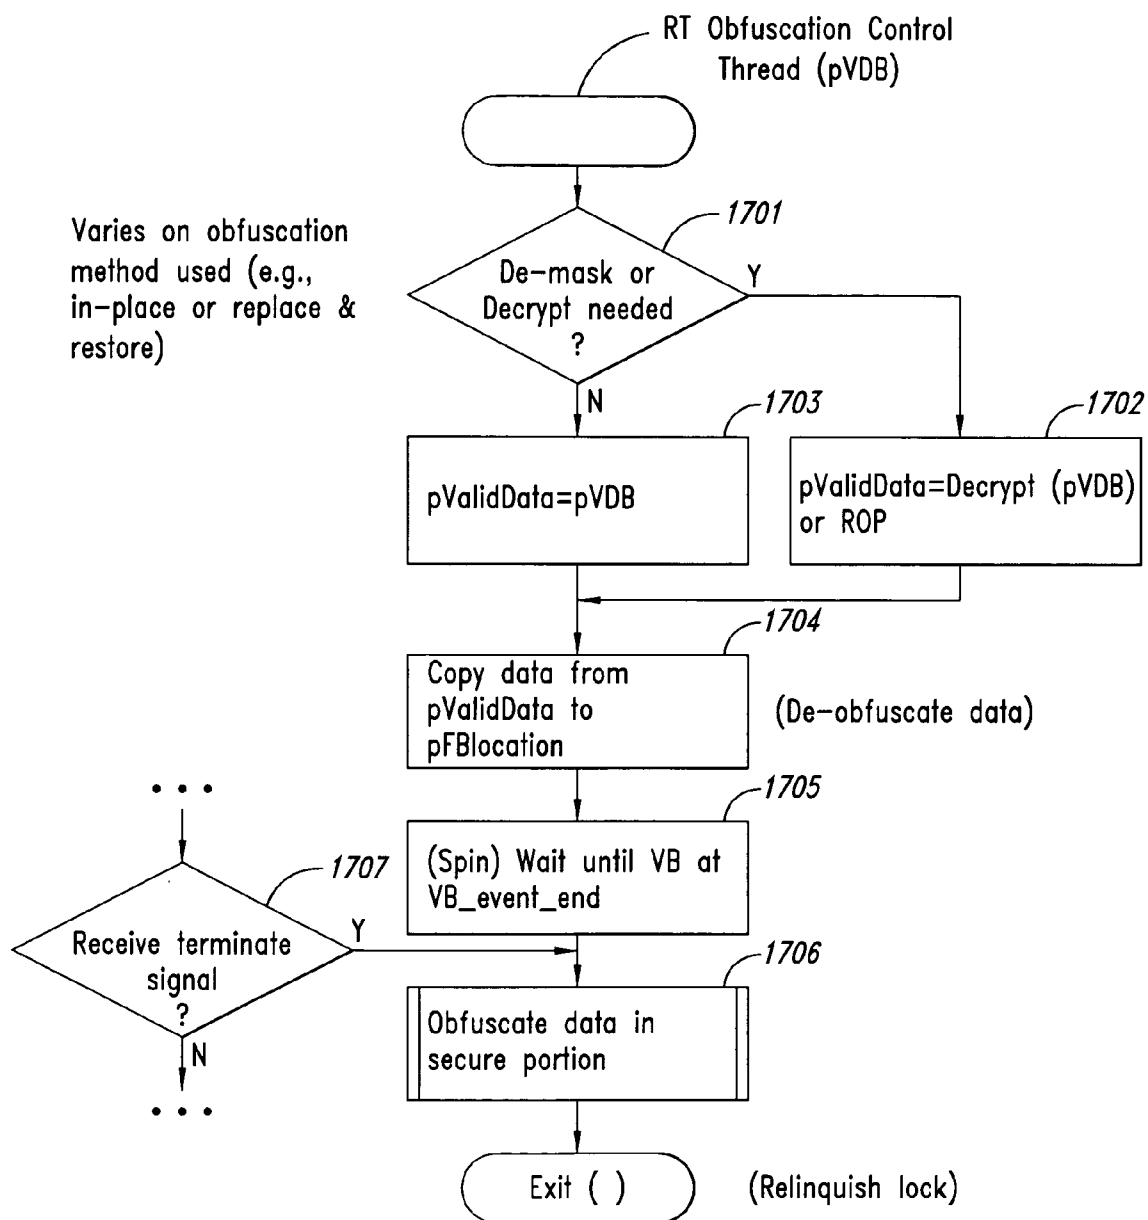 RT Obfuscation Control
Thread (pVDB)
1701
Varies on obfuscation
method used (e.g.,
in-place or replace &
restore)
De-mask or
Decrypt needed
?
Y
N
1703
1702
pValidData=pVDB
pValidData=Decrypt (pVDB)
or ROP
1704
Copy data from
pValidData to
pFBlocation
(De-obfuscate data)
1705
(Spin) Wait until VB at
VB_event_end
1707
Receive terminate
signal
?
Y
N
1706
Obfuscate data in
secure portion
Exit ( )
(Relinquish lock)